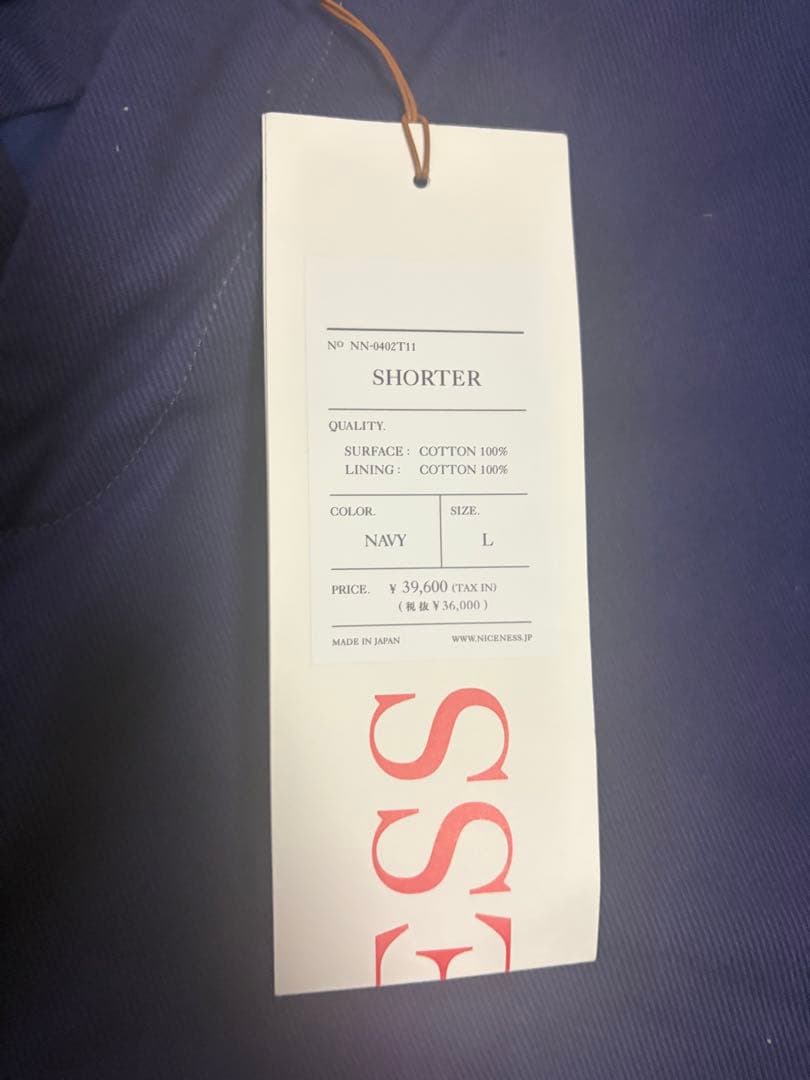 Nº NN-0402T11
SHORTER
QUALITY.
SURFACE : COTTON 100%
LINING : COTTON 100%
COLOR.
NAVY
SIZE.
L
PRICE. ¥ 39,600 (TAX IN)
(税抜¥36,000)
MADE IN JAPAN WWW.NICENESS.JP
ESS